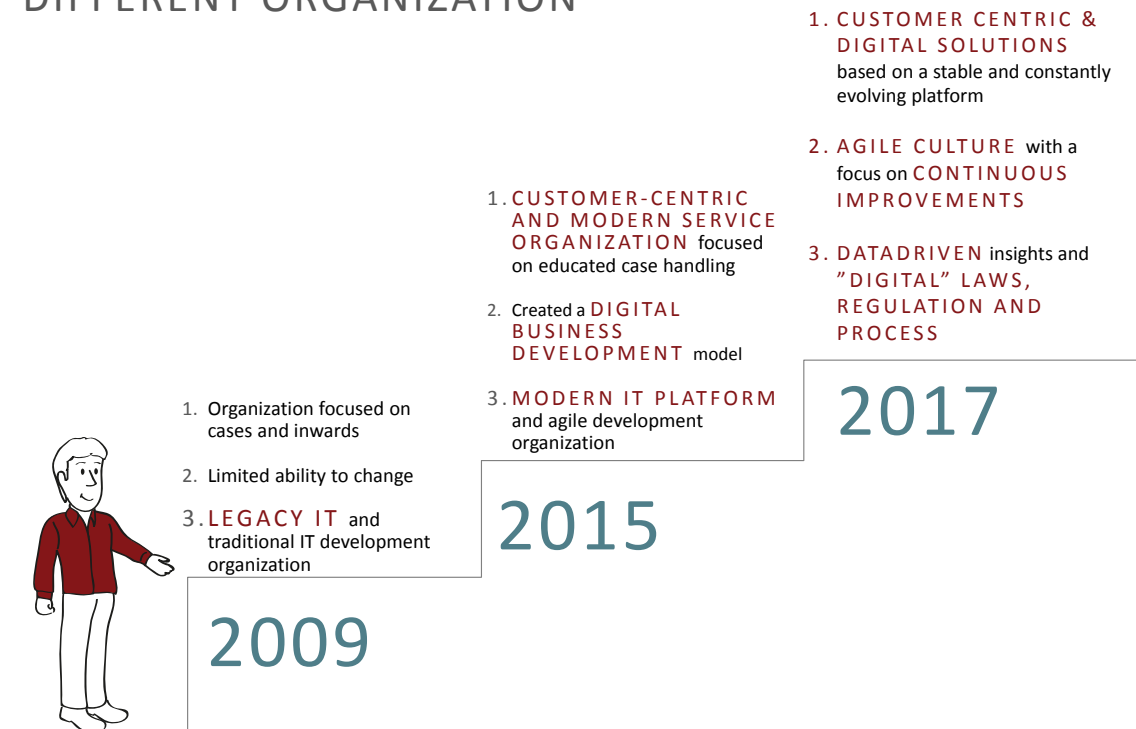 DIFFERENT ORGANIZATION
1. Organization focused on
cases and inwards
2. Limited ability to change
3. LEGACY IT and
traditional IT development
organization
2009
1. CUSTOMER-CENTRIC
AND MODERN SERVICE
ORGANIZATION focused
on educated case handling
2. Created a DIGITAL
BUSINESS
DEVELOPMENT model
3. MODERN IT PLATFORM
and agile development
organization
2015
1. CUSTOMER CENTRIC &
DIGITAL SOLUTIONS
based on a stable and constantly
evolving platform
2. AGILE CULTURE with a
focus on CONTINUOUS
IMPROVEMENTS
3. DATADRIVEN insights and
”DIGITAL” LAWS,
REGULATION AND
PROCESS
2017